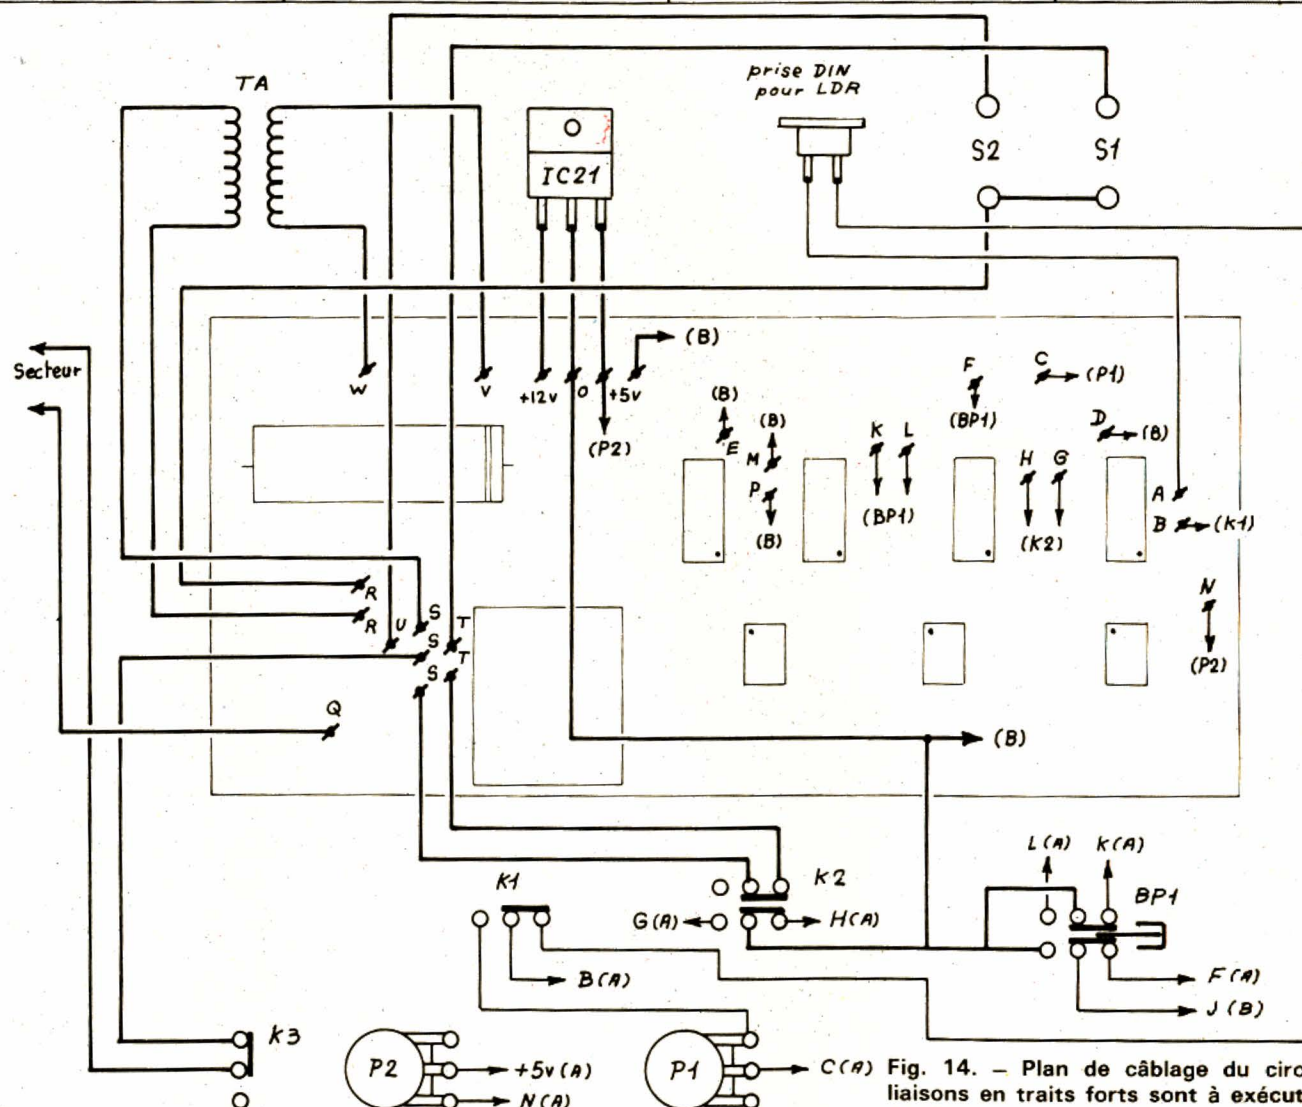 TA
prise DIN
pour LDR
S2
S1
IC21
Secteur
W
V
+12v
0
+5v
(B)
(P2)
(B)
E
(B)
M
P
(B)
K
L
(BP1)
F
(BP1)
C
(P1)
D
(B)
H
G
(K2)
A
B
(K1)
N
(P2)
R
R
U
S
S
S
T
T
Q
(B)
L(A)
K(A)
BP1
K1
K2
G(A)
H(A)
B(A)
F(A)
J(B)
K3
P2
+5v(A)
N(A)
P1
C(A)
Fig. 14. – Plan de câblage du circ
liaisons en traits forts sont à exécut